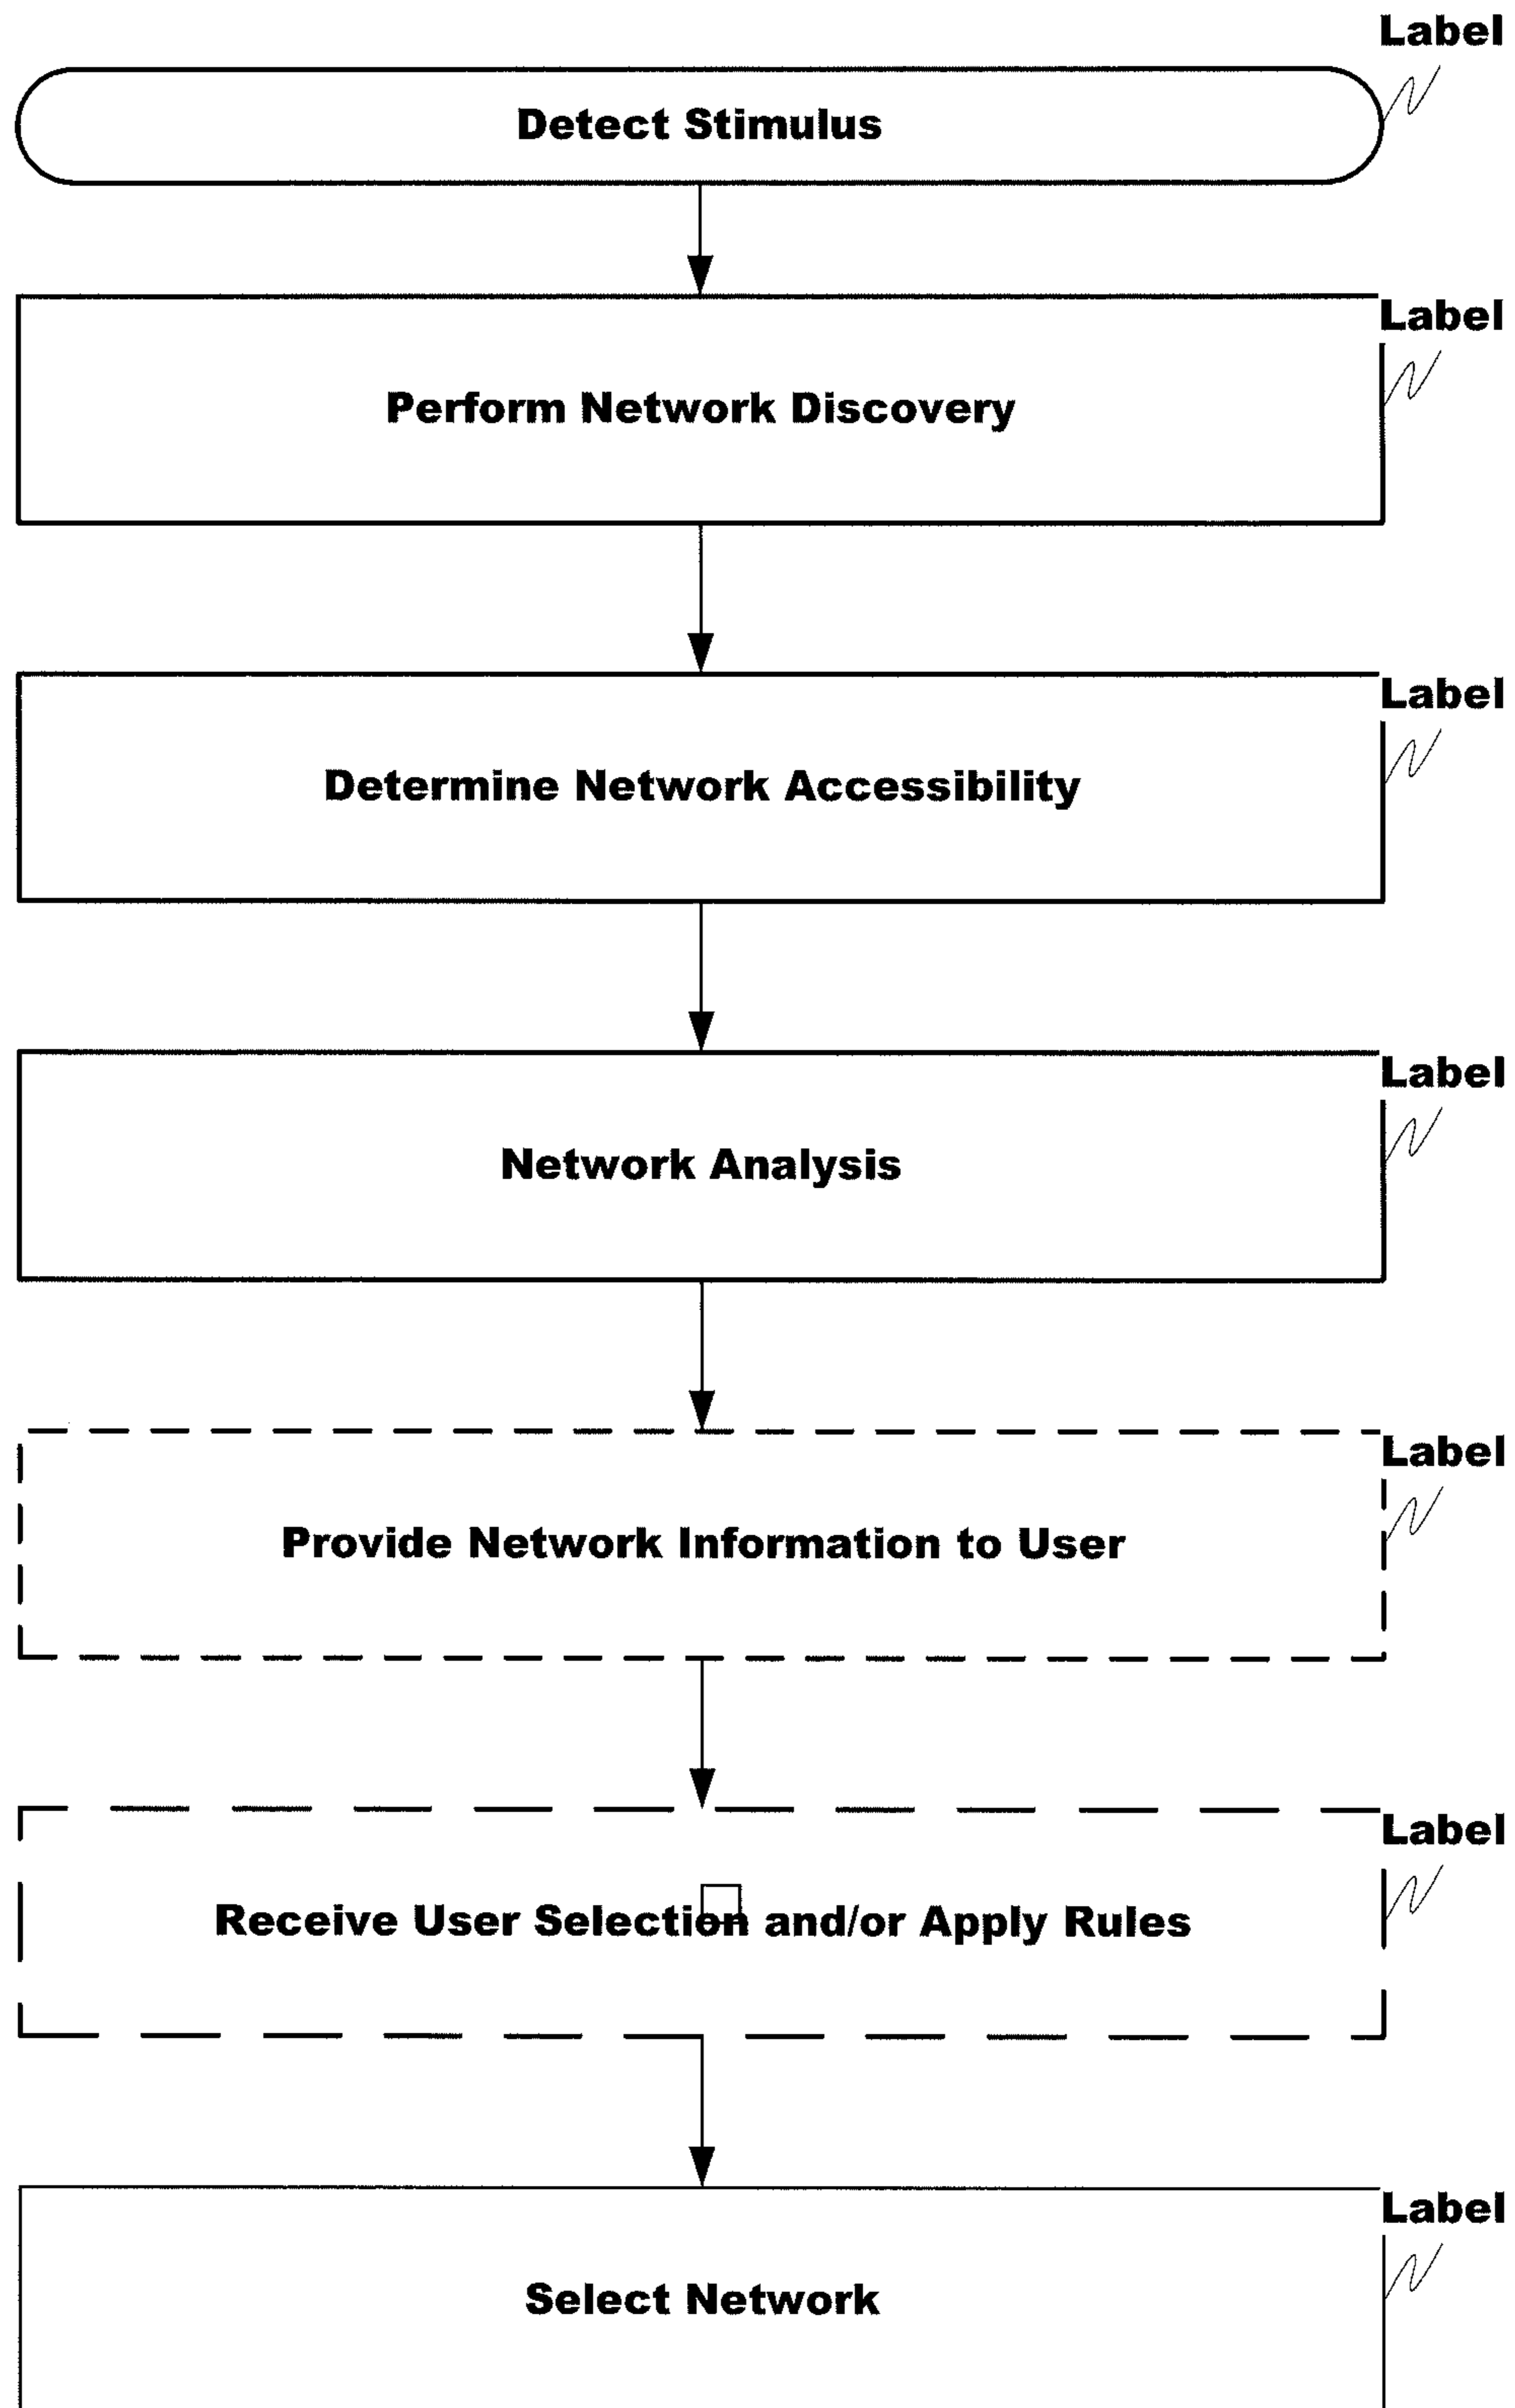 Label
Detect Stimulus
Label
Perform Network Discovery
Label
Determine Network Accessibility
Label
Network Analysis
Label
Provide Network Information to User
Label
Receive User Selection and/or Apply Rules
Label
Select Network